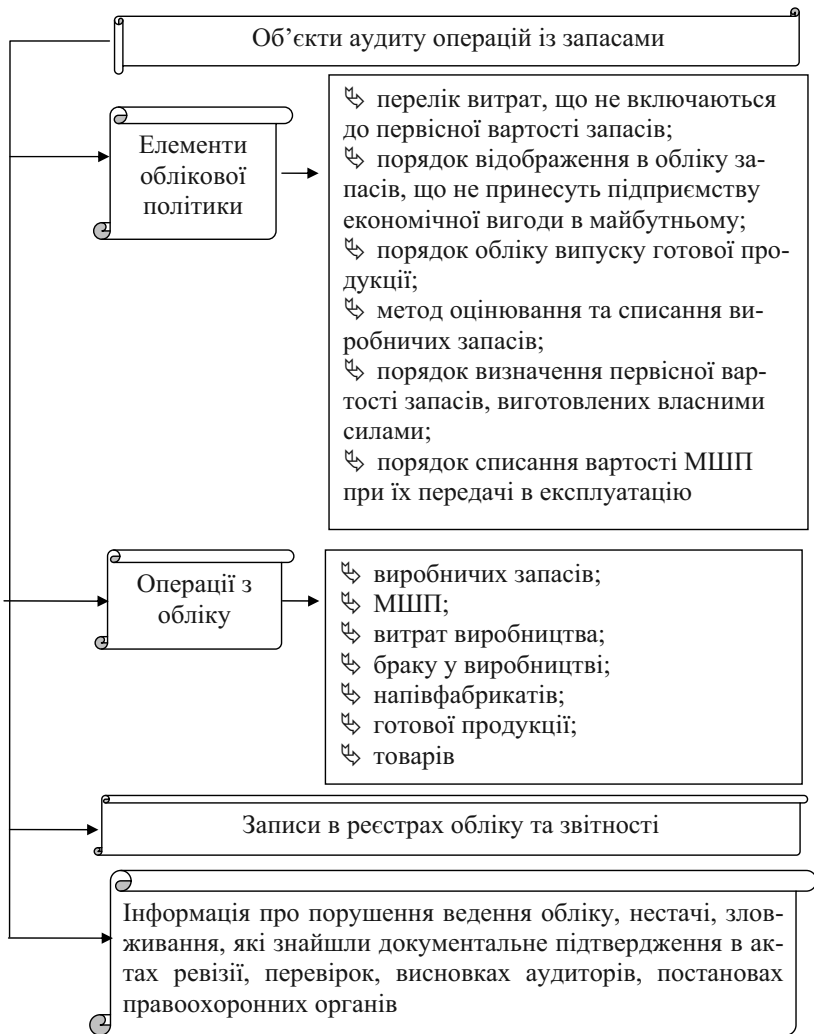 Об’єкти аудиту операцій із запасами
Елементи
облікової
політики
перелік витрат, що не включаються
до первісної вартості запасів;
порядок відображення в обліку за-
пасів, що не принесуть підприємству
економічної вигоди в майбутньому;
порядок обліку випуску готової про-
дукції;
метод оцінювання та списання ви-
робничих запасів;
порядок визначення первісної вар-
тості запасів, виготовлених власними
силами;
порядок списання вартості МШП
при їх передачі в експлуатацію
Операції з
обліку
виробничих запасів;
МШП;
витрат виробництва;
браку у виробництві;
напівфабрикатів;
готової продукції;
товарів
Записи в реєстрах обліку та звітності
Інформація про порушення ведення обліку, нестачі, злов-
живання, які знайшли документальне підтвердження в ак-
тах ревізії, перевірок, висновках аудиторів, постановах
правоохоронних органів